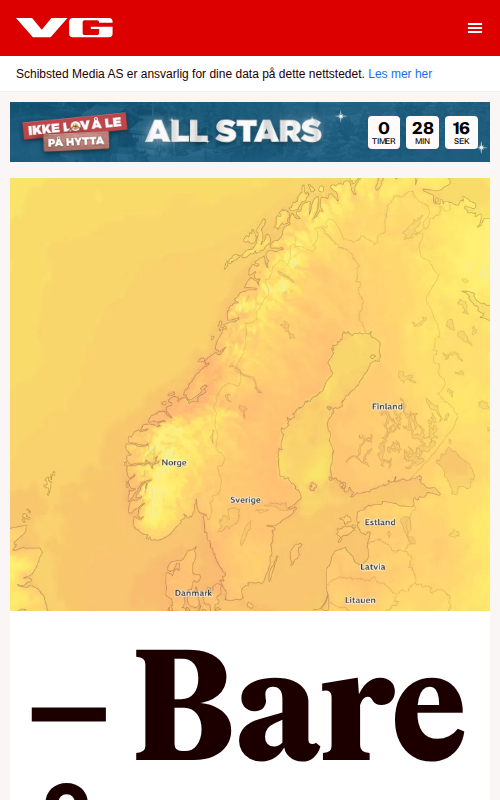 VG
Schibsted Media AS er ansvarlig for dine data på dette nettstedet. Les mer her
IKKE LOV Å LE
PÅ HYTTA
ALL STARS
0
TIMER
28
MIN
16
SEK
Finland
Norge
Sverige
Estland
Latvia
Danmark
Litauen
– Bare